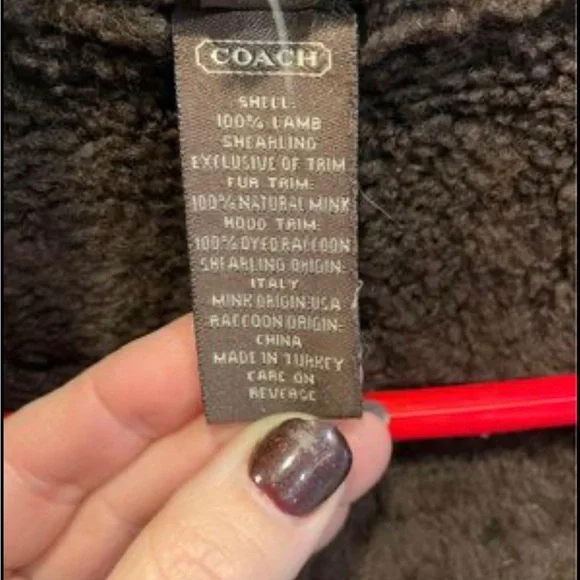 COACH
SHELL:
100% LAMB
SHEARLING
EXCLUSIVE OF TRIM
FUR TRIM:
100% NATURAL MINK
HOOD TRIM:
100% DYED RACCOON
SHEARLING ORIGIN:
ITALY
MINK ORIGIN: USA
RACCOON ORIGIN:
CHINA
MADE IN TURKEY
CARE ON
REVERSE